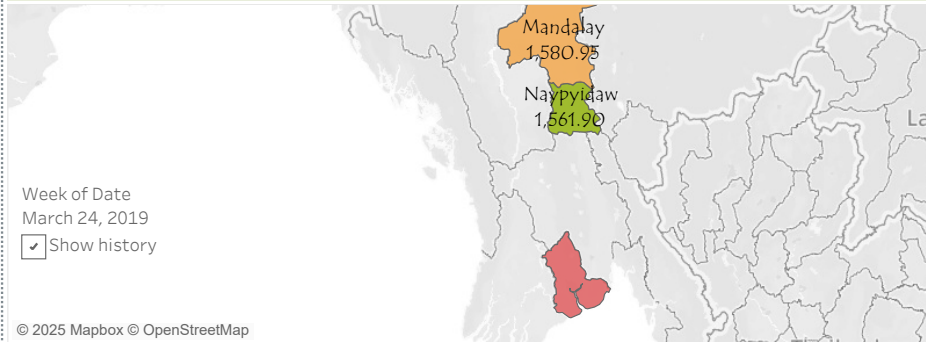 Mandalay
1,580.95
Naypyidaw
1,561.90
La
Week of Date
March 24, 2019
Show history
© 2025 Mapbox © OpenStreetMap